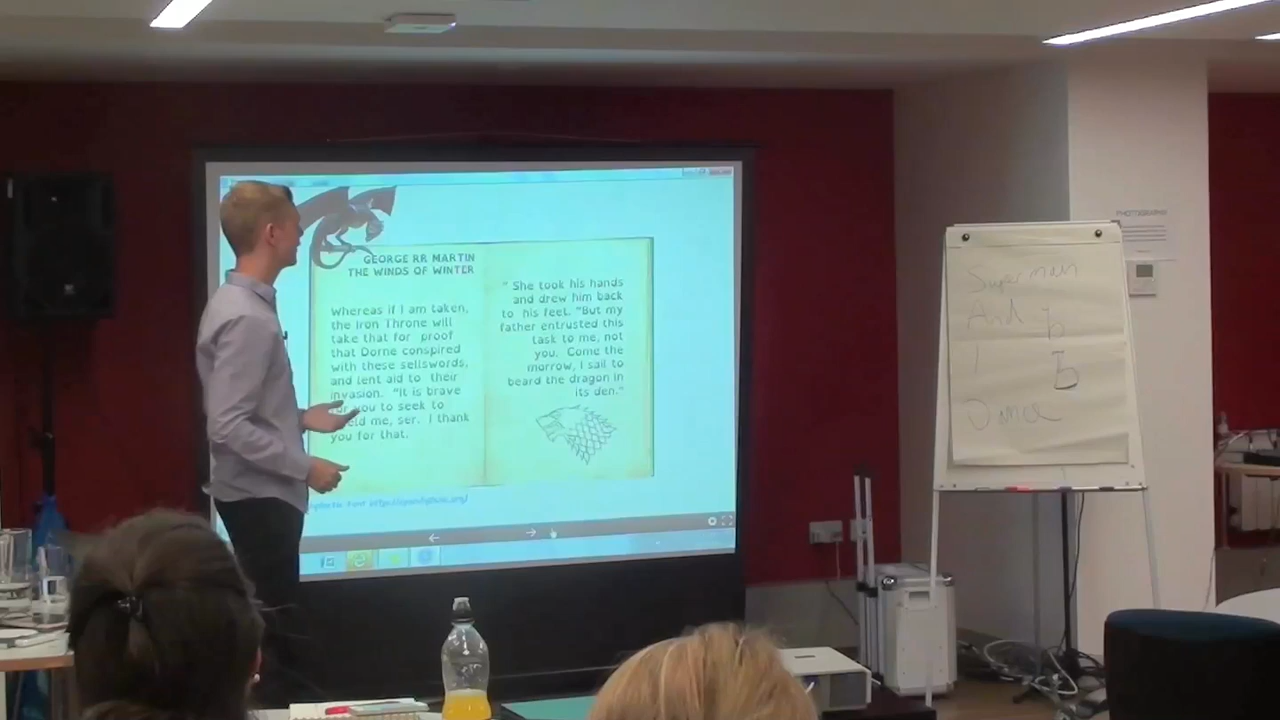 GEORGE RR MARTIN
THE WINDS OF WINTER
Whereas if I am taken,
the Iron Throne will
take that for proof
that Dorne conspired
with these sellswords,
and lent aid to their
invasion. "It is brave
you to seek to
me, ser. I thank
you for that.
" She took his hands
and drew him back
to his feet. "But my
father entrusted this
task to me, not
you. Come the
morrow, I sail to
beard the dragon in
its den."
Superman
And b
I b
Dance
PHOTOGRAPHY